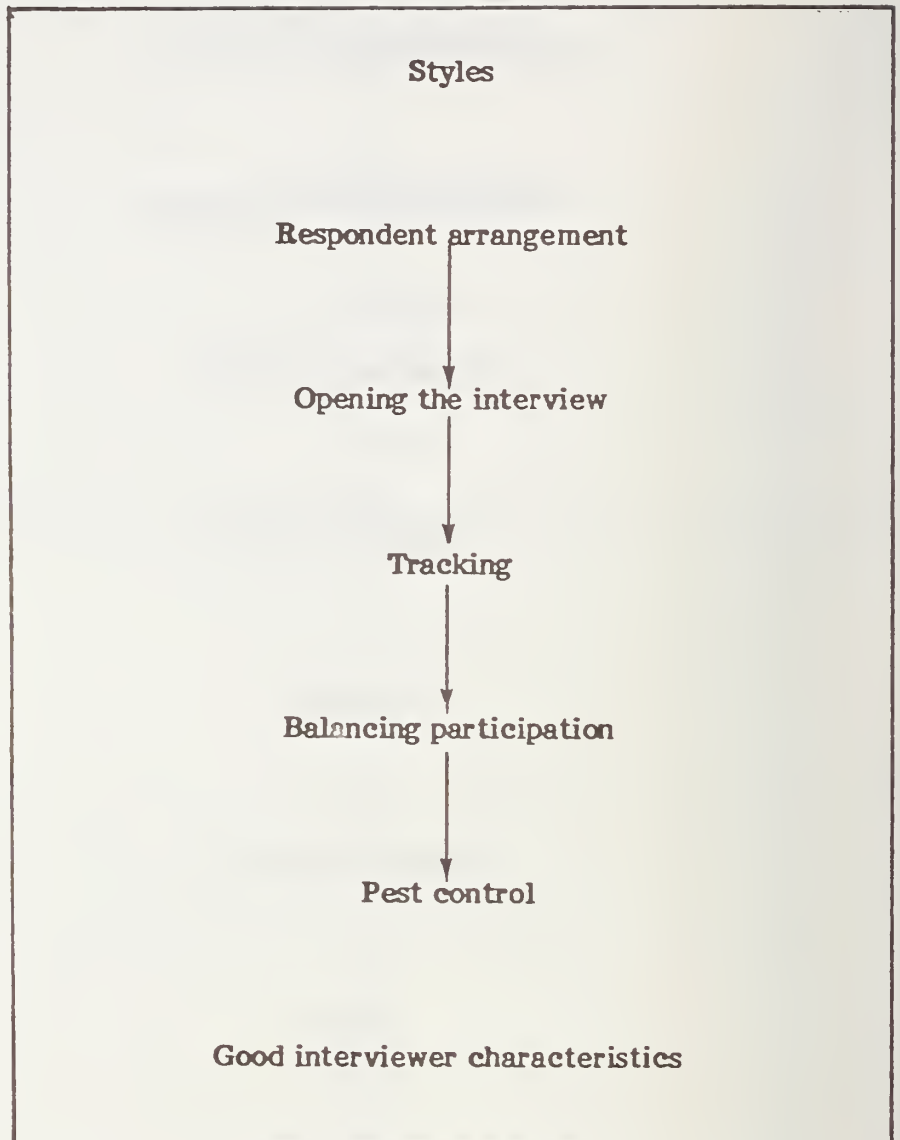 Styles
Respondent arrangement
Opening the interview
Tracking
Balancing participation
Pest control
Good interviewer characteristics